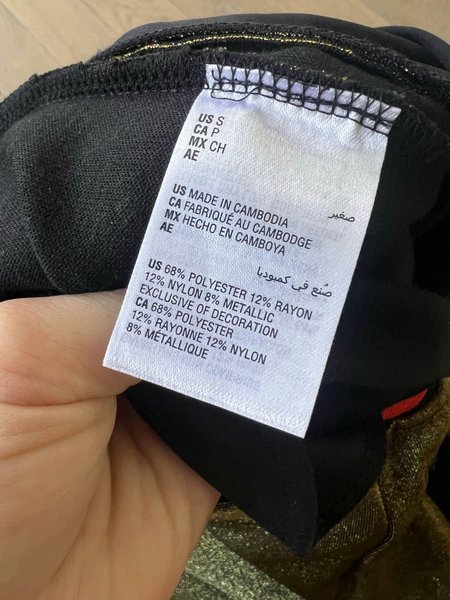 US S
CA P
MX CH
AE
صغير
US MADE IN CAMBODIA
CA FABRIQUÉ AU CAMBODGE
MX HECHO EN CAMBOYA
AE
صُنع في كمبوديا
US 68% POLYESTER 12% RAYON
12% NYLON 8% METALLIC
EXCLUSIVE OF DECORATION
CA 68% POLYESTER
12% RAYONNE 12% NYLON
8% MÉTALLIQUE